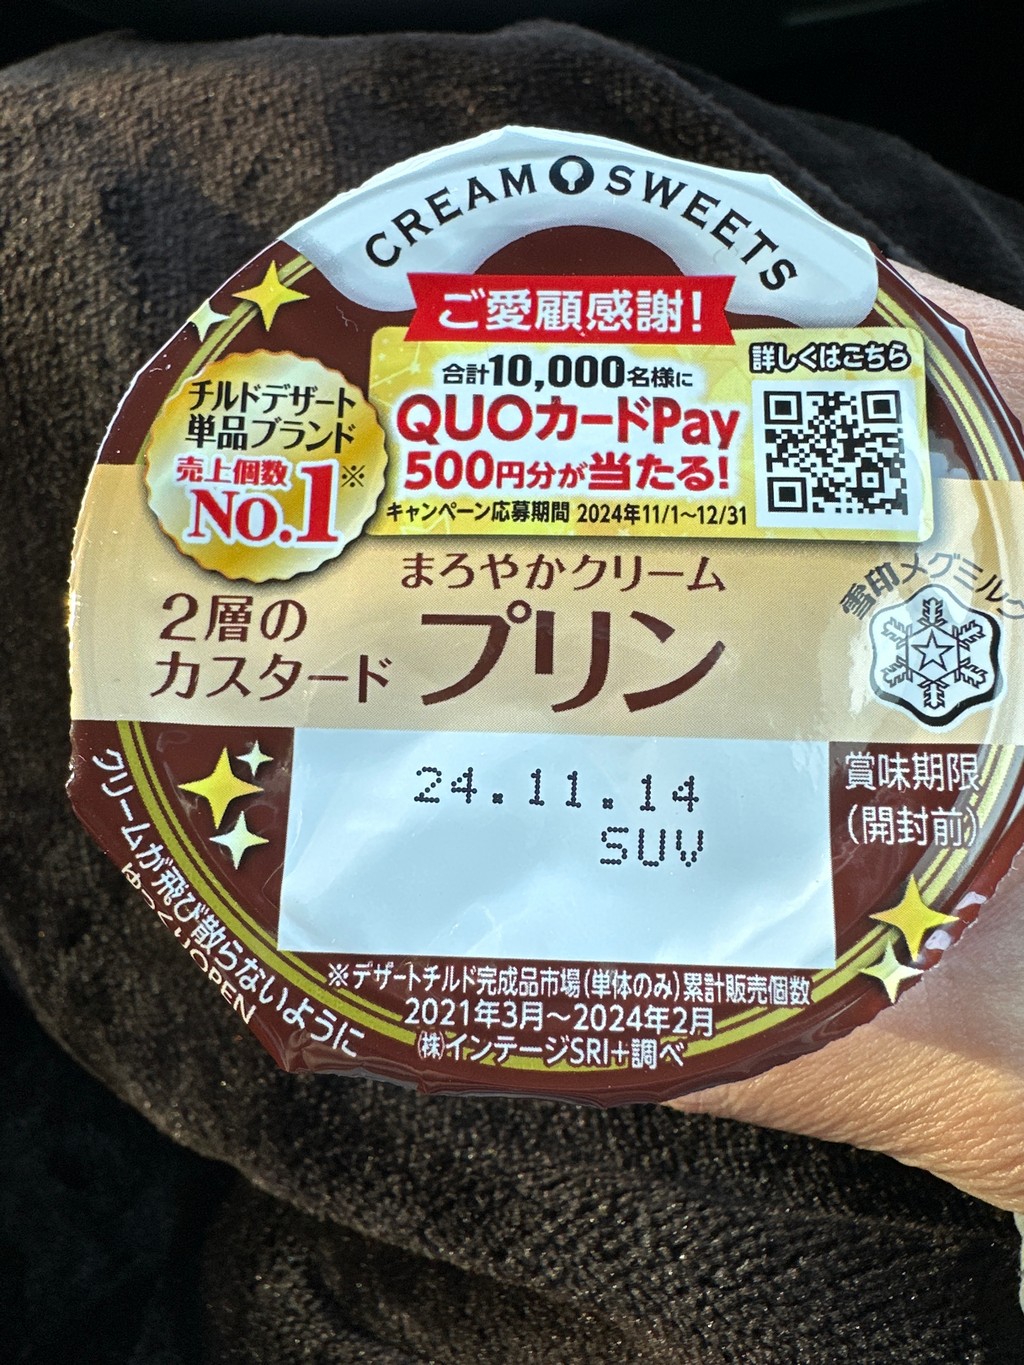 CREAM SWEETS
ご愛顧感謝!
合計10,000名様に
QUOカードPay
500円分が当たる!
キャンペーン応募期間 2024年11/1~12/31
詳しくはこちら
チルドデザート
単品ブランド
売上個数
No.1※
まろやかクリーム
2層の
カスタード
プリン
雪印メグミルク
24.11.14
SUV
賞味期限
(開封前)
クリームが飛び散らないように
ゆっくりOPEN
※デザートチルド完成品市場(単体のみ)累計販売個数
2021年3月~2024年2月
㈱インテージSRI+調べ